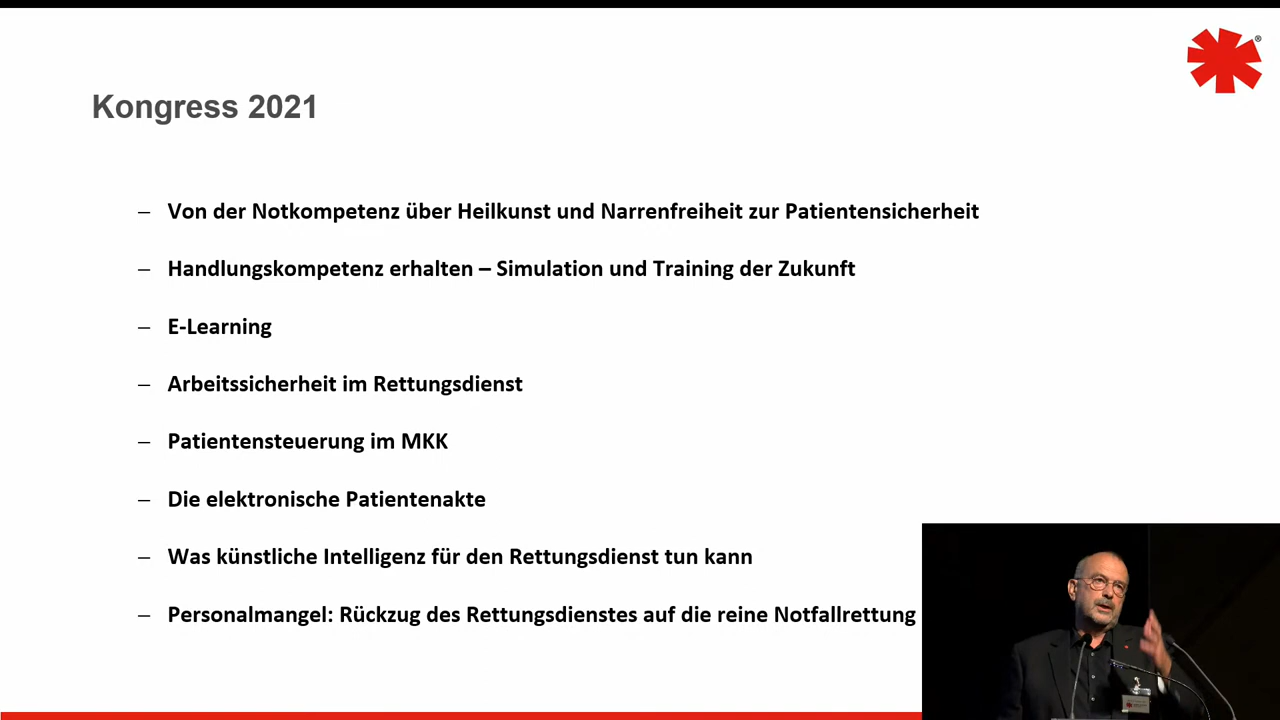 Kongress 2021
– Von der Notkompetenz über Heilkunst und Narrenfreiheit zur Patientensicherheit
– Handlungskompetenz erhalten – Simulation und Training der Zukunft
– E-Learning
– Arbeitssicherheit im Rettungsdienst
– Patientensteuerung im MKK
– Die elektronische Patientenakte
– Was künstliche Intelligenz für den Rettungsdienst tun kann
– Personalmangel: Rückzug des Rettungsdienstes auf die reine Notfallrettung
®